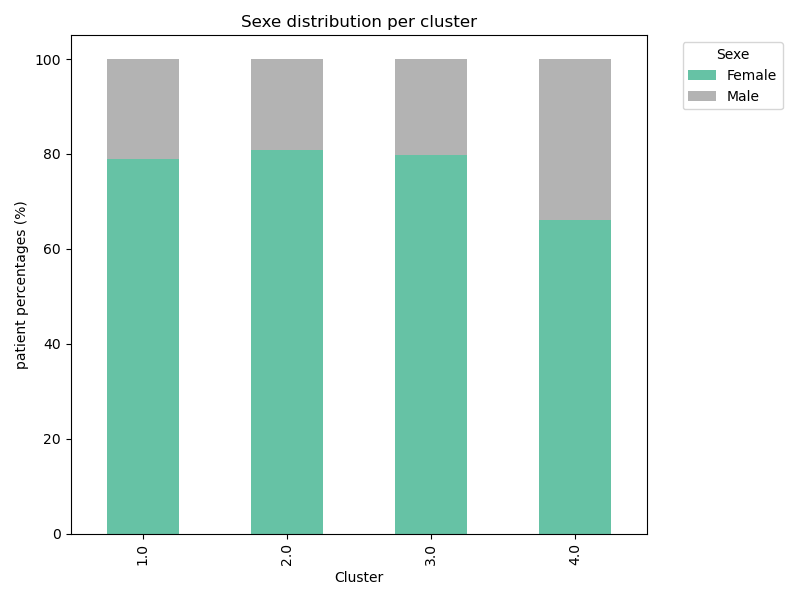 Sexe distribution per cluster
Sexe
Female
Male
patient percentages (%)
100
80
60
40
20
0
1.0
2.0
3.0
4.0
Cluster